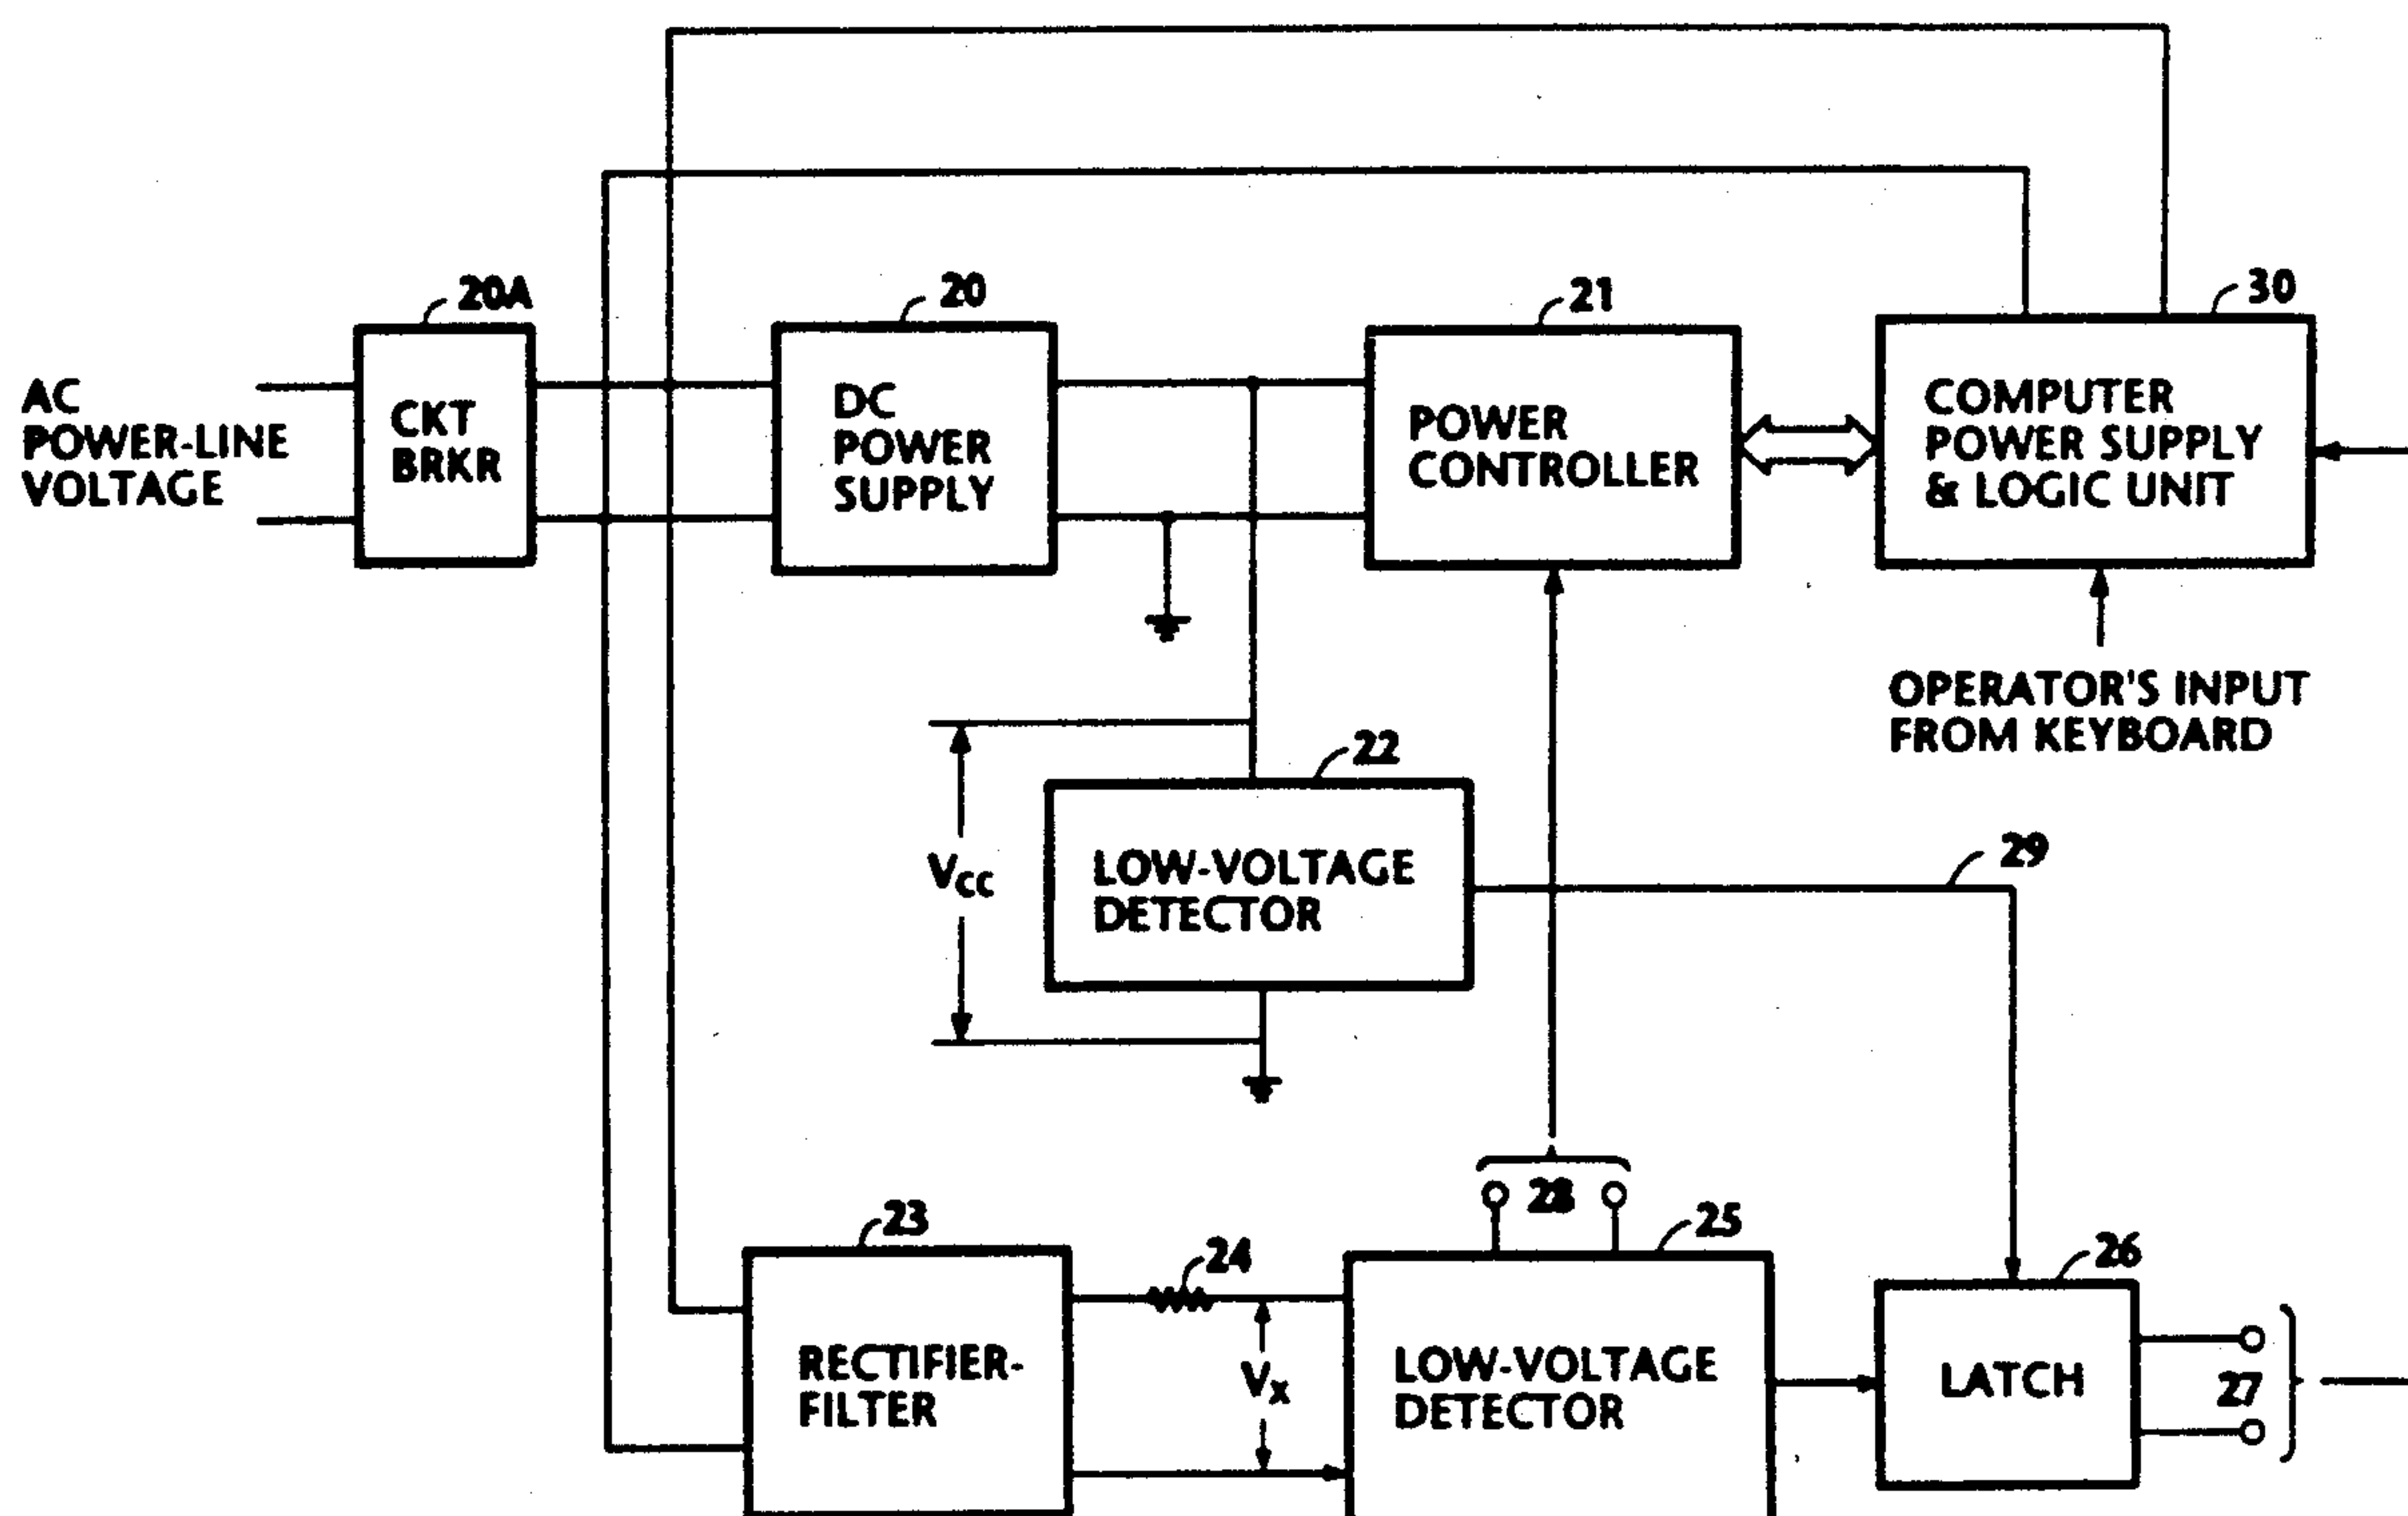 20A
20
21
30
AC
POWER-LINE
VOLTAGE
CKT
BRKR
DC
POWER
SUPPLY
POWER
CONTROLLER
COMPUTER
POWER SUPPLY
& LOGIC UNIT
OPERATOR'S INPUT
FROM KEYBOARD
22
VCC
LOW-VOLTAGE
DETECTOR
29
28
23
24
25
26
RECTIFIER-
FILTER
VX
LOW-VOLTAGE
DETECTOR
LATCH
27